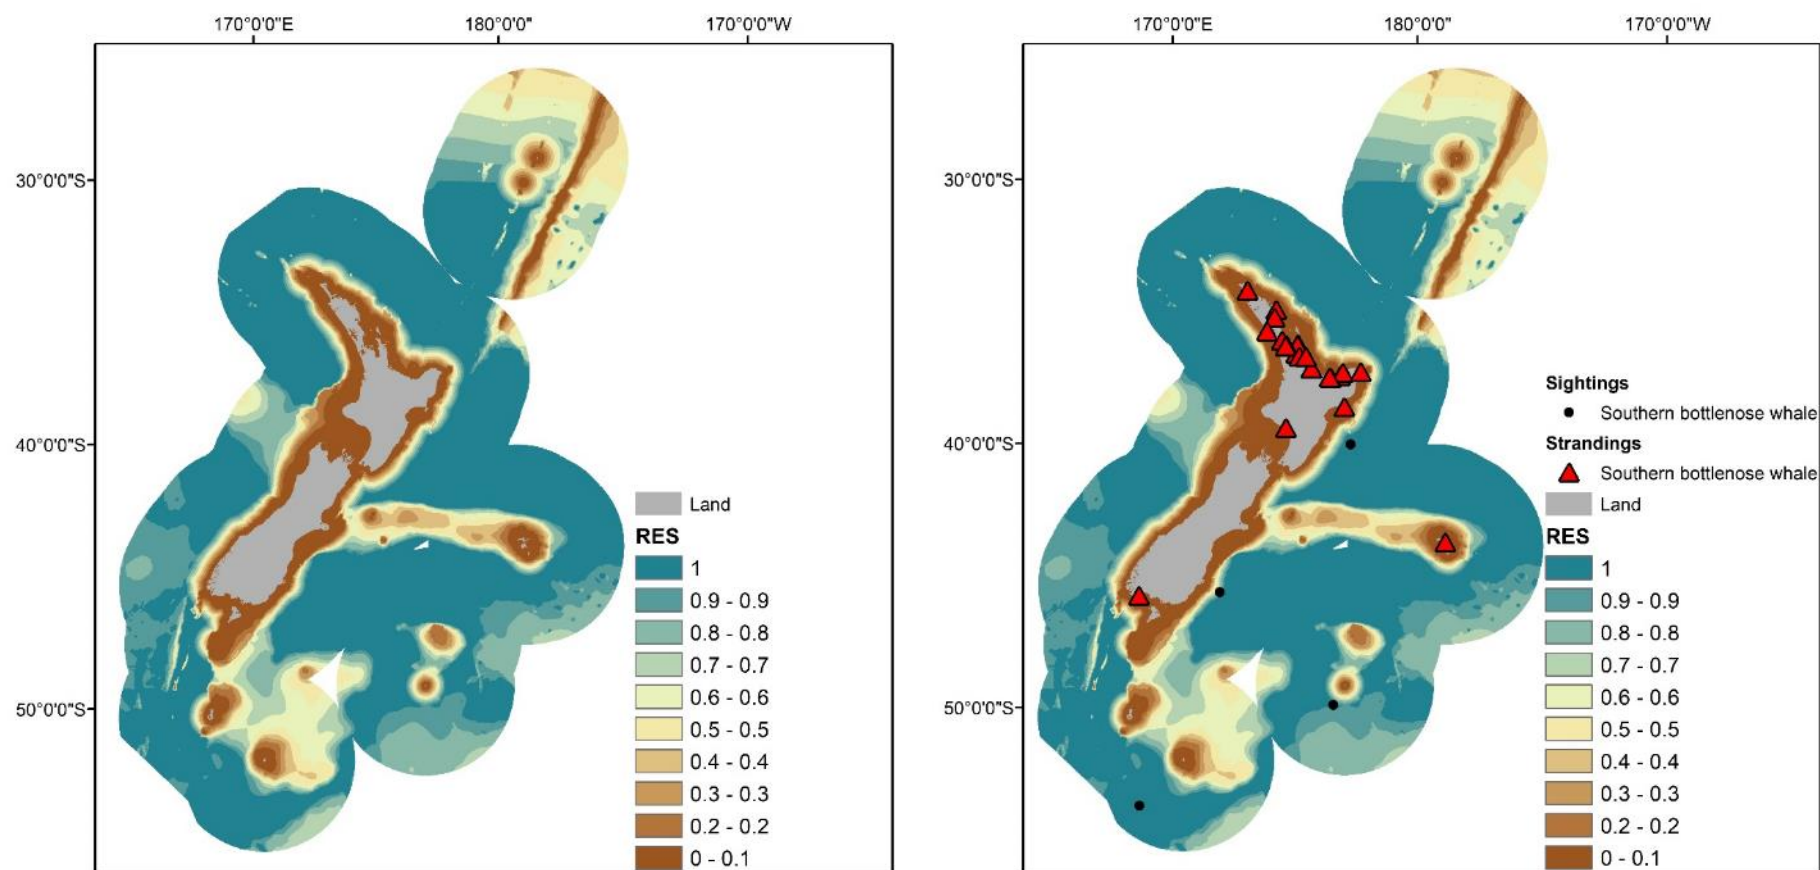 170°0'0"E 180°0'0" 170°0'0"W
30°0'0"S
40°0'0"S
50°0'0"S
Land
RES
1
0.9 - 0.9
0.8 - 0.8
0.7 - 0.7
0.6 - 0.6
0.5 - 0.5
0.4 - 0.4
0.3 - 0.3
0.2 - 0.2
0 - 0.1
170°0'0"E 180°0'0" 170°0'0"W
30°0'0"S
40°0'0"S
50°0'0"S
Sightings
Southern bottlenose whale
Strandings
Southern bottlenose whale
Land
RES
1
0.9 - 0.9
0.8 - 0.8
0.7 - 0.7
0.6 - 0.6
0.5 - 0.5
0.4 - 0.4
0.3 - 0.3
0.2 - 0.2
0 - 0.1